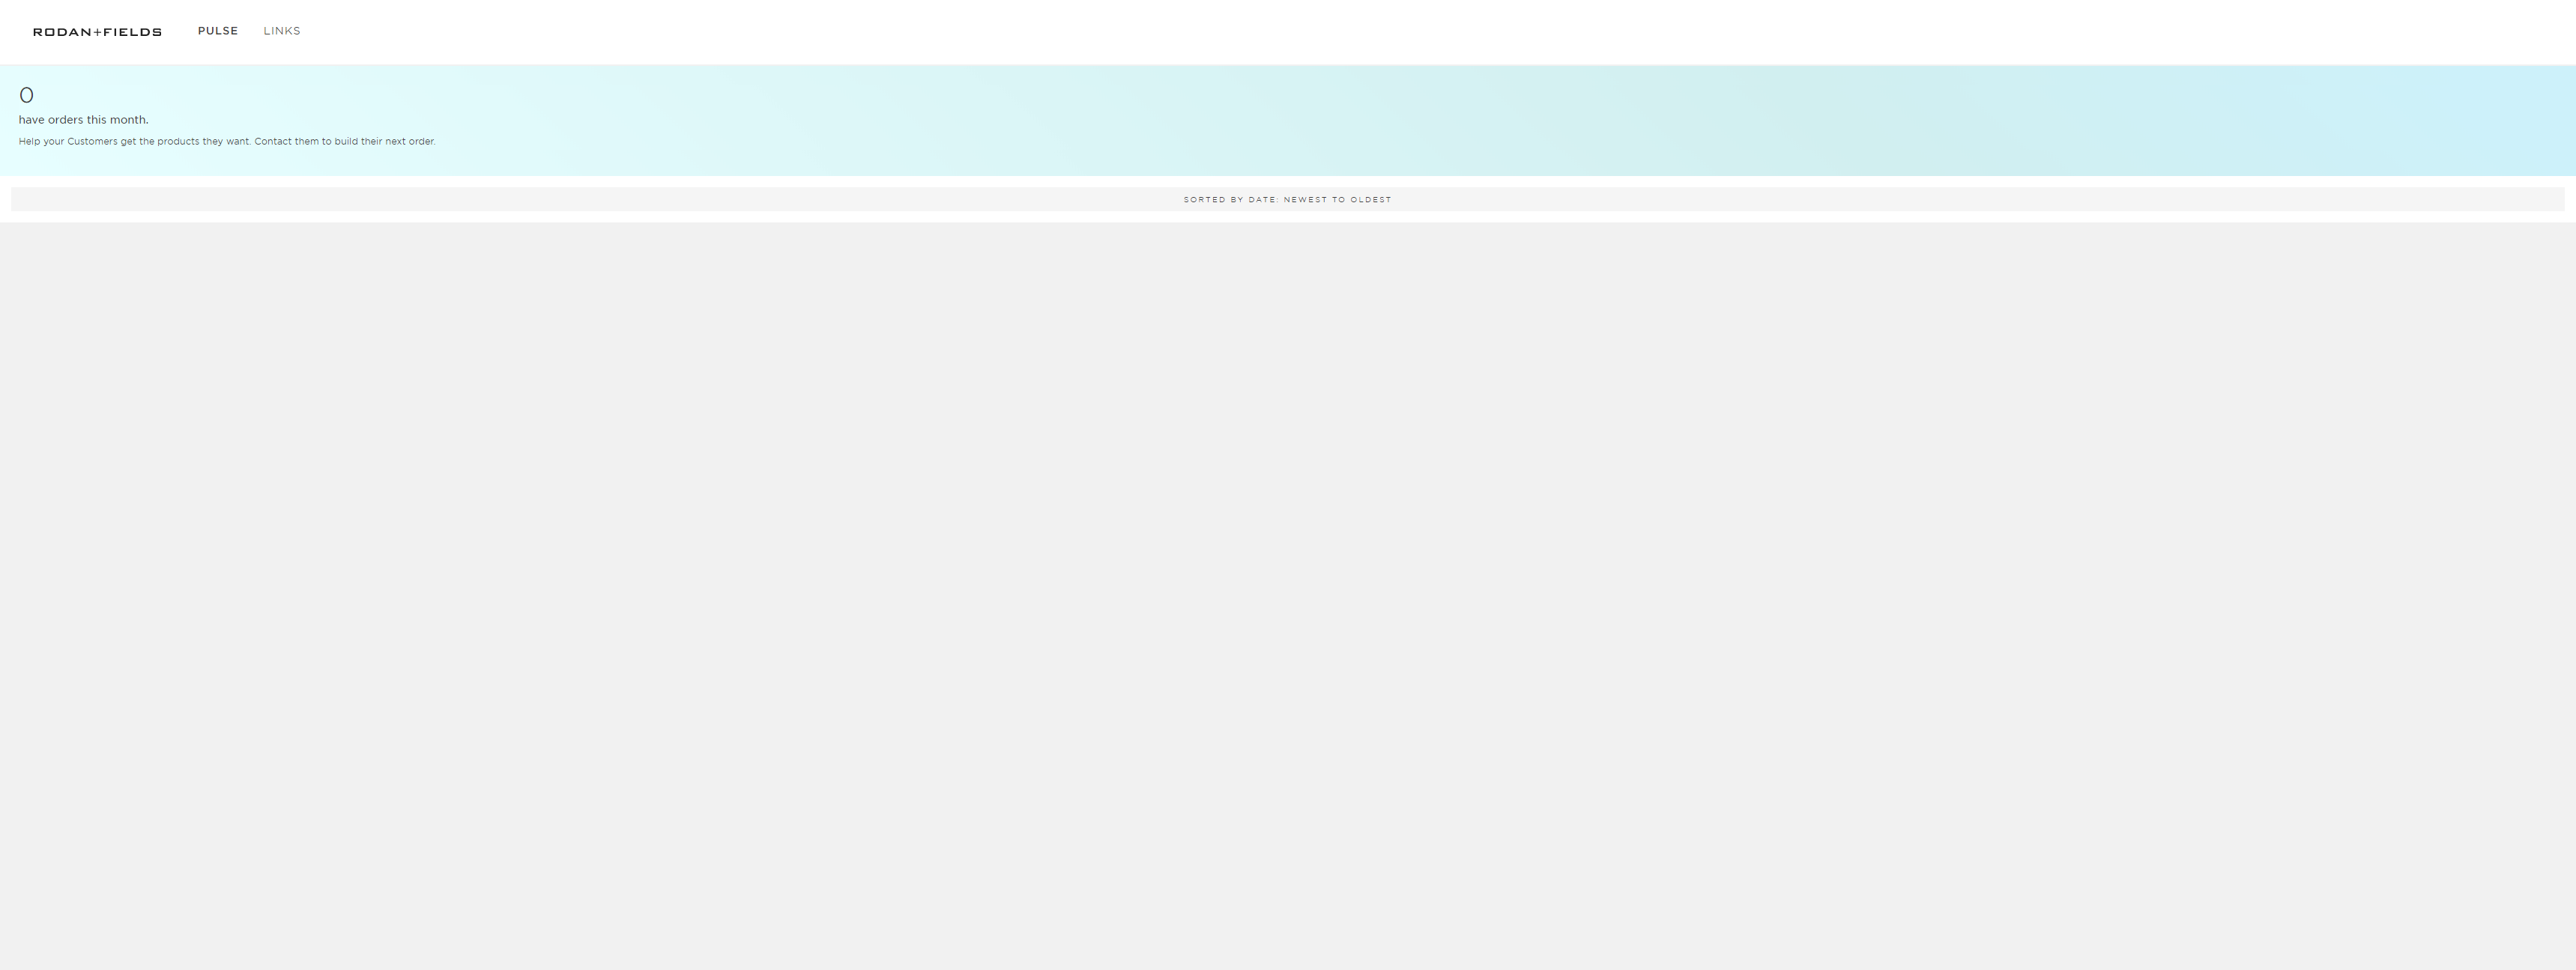 RODAN+FIELDS PULSE LINKS
0
have orders this month.
Help your Customers get the products they want. Contact them to build their next order.
SORTED BY DATE: NEWEST TO OLDEST